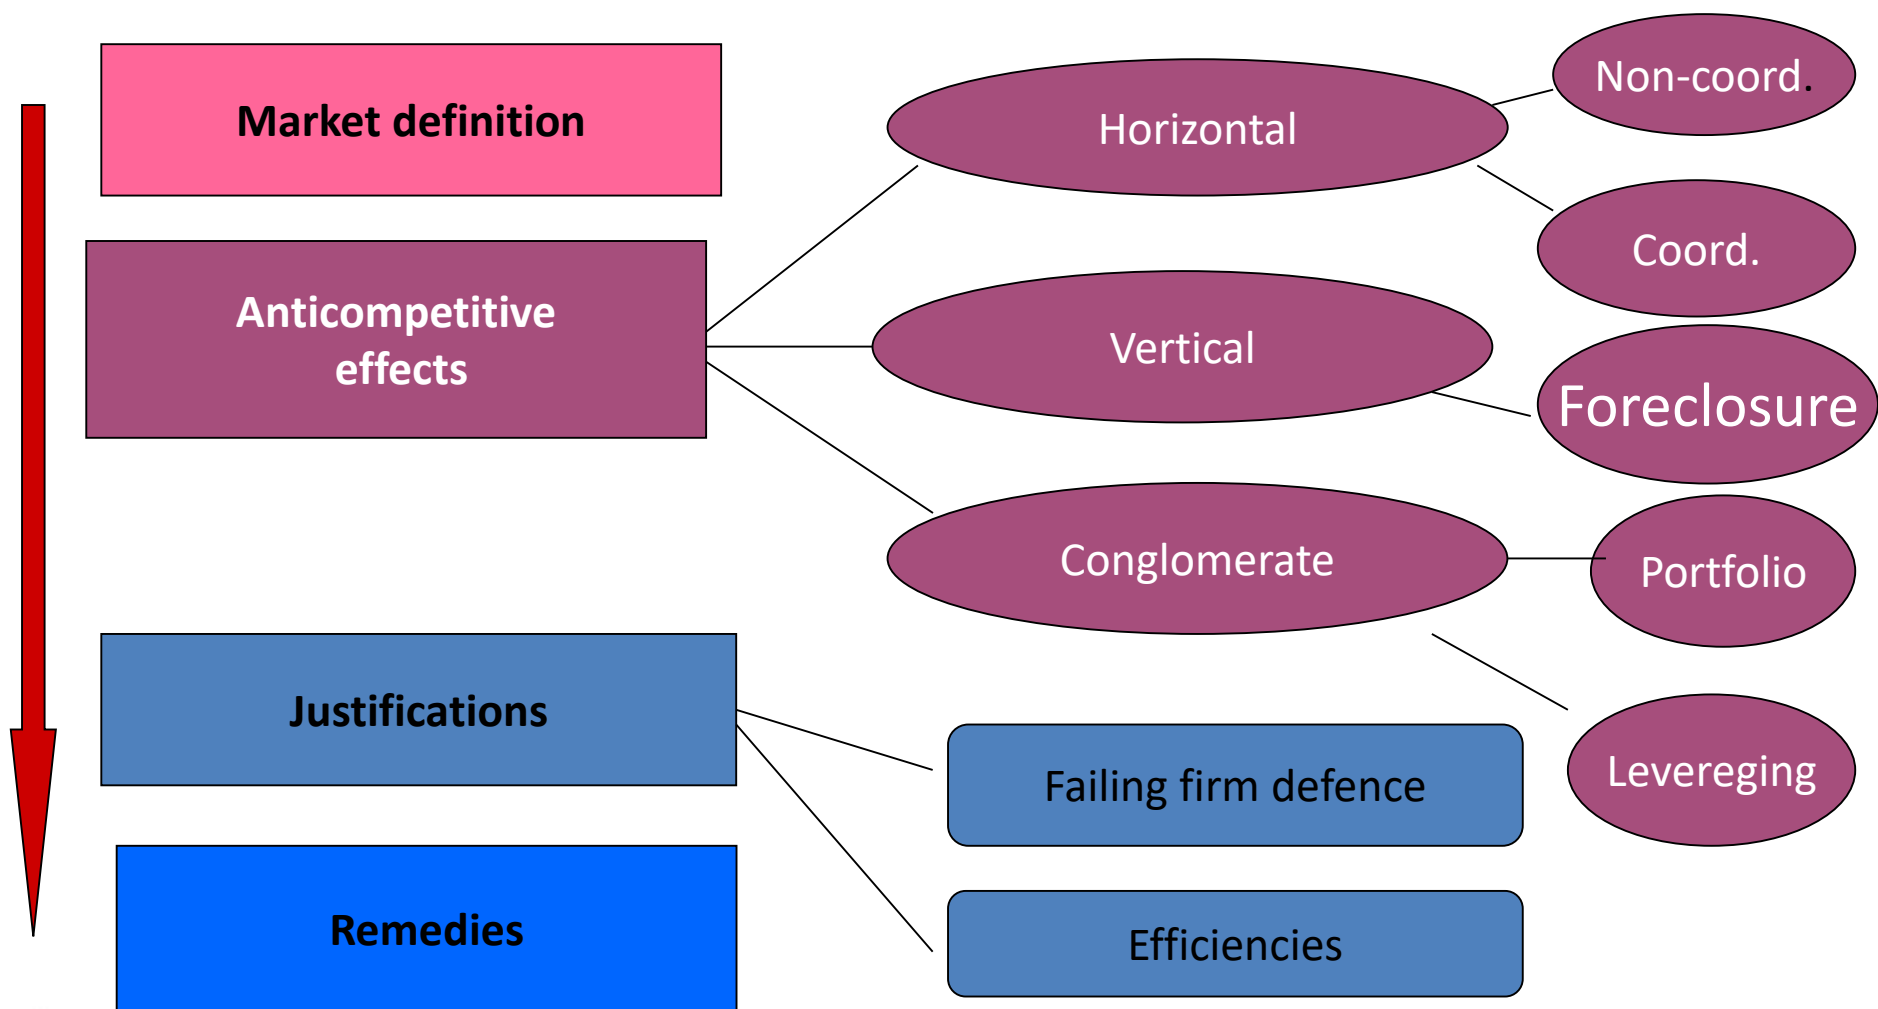 Market definition
Anticompetitive
effects
Justifications
Remedies
Horizontal
Vertical
Conglomerate
Non-coord.
Coord.
Foreclosure
Portfolio
Levereging
Failing firm defence
Efficiencies